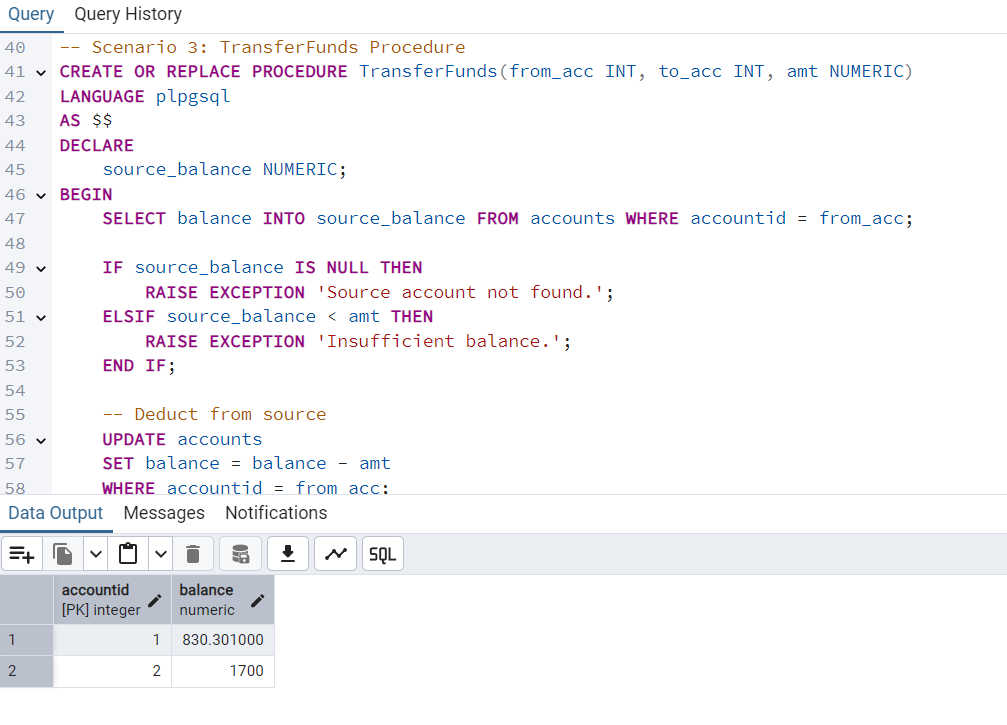 Query Query History
40 -- Scenario 3: TransferFunds Procedure
41 CREATE OR REPLACE PROCEDURE TransferFunds(from_acc INT, to_acc INT, amt NUMERIC)
42 LANGUAGE plpgsql
43 AS $$
44 DECLARE
45     source_balance NUMERIC;
46 BEGIN
47     SELECT balance INTO source_balance FROM accounts WHERE accountid = from_acc;
48
49     IF source_balance IS NULL THEN
50         RAISE EXCEPTION 'Source account not found.';
51     ELSIF source_balance < amt THEN
52         RAISE EXCEPTION 'Insufficient balance.';
53     END IF;
54
55     -- Deduct from source
56     UPDATE accounts
57     SET balance = balance - amt
58     WHERE accountid = from_acc;
Data Output Messages Notifications
SQL
accountid balance
[PK] integer numeric
1 1 830.301000
2 2 1700